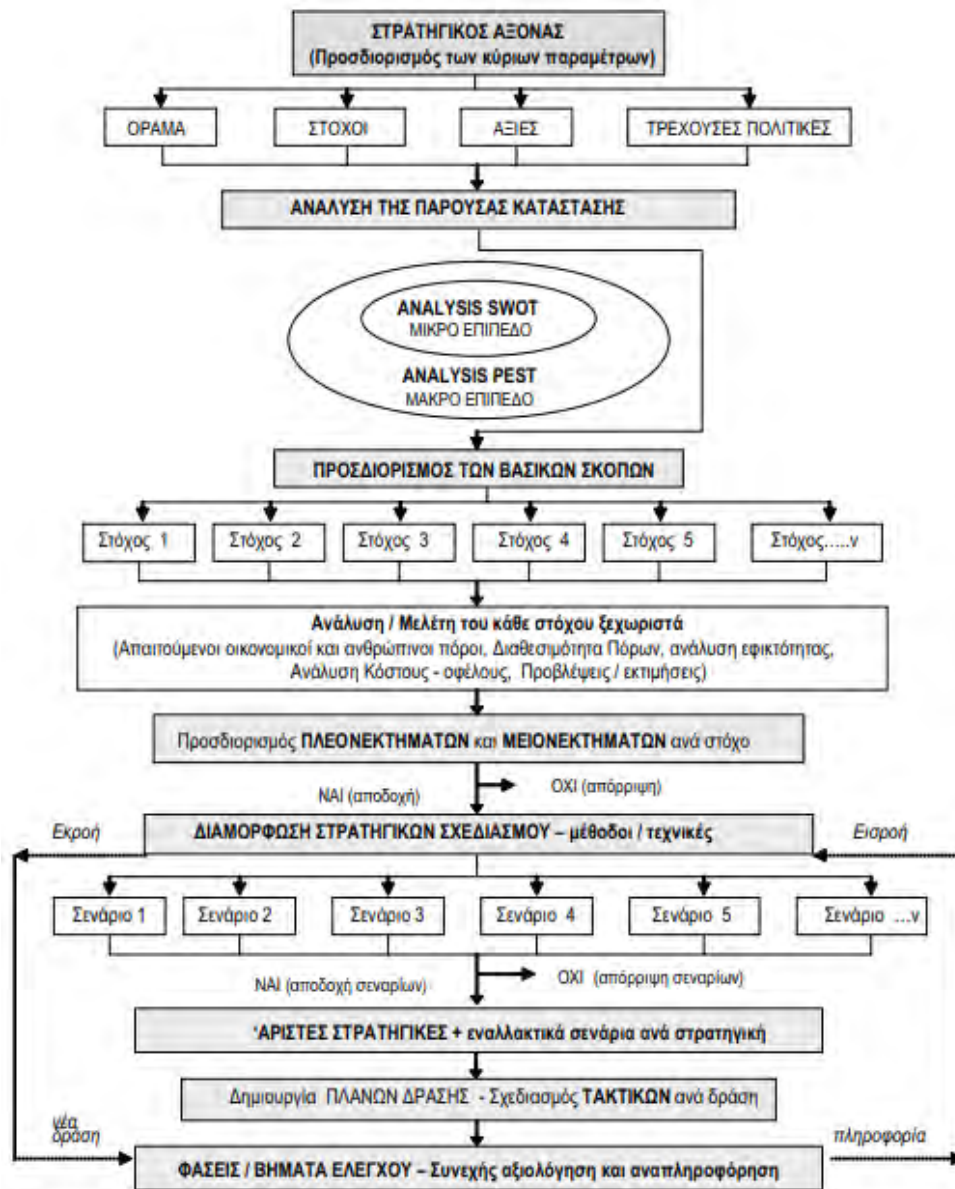 ΣΤΡΑΤΗΓΙΚΟΣ ΑΞΟΝΑΣ
(Προσδιορισμός των κύριων παραμέτρων)
ΟΡΑΜΑ
ΣΤΟΧΟΙ
ΑΞΙΕΣ
ΤΡΕΧΟΥΣΕΣ ΠΟΛΙΤΙΚΕΣ
ΑΝΑΛΥΣΗ ΤΗΣ ΠΑΡΟΥΣΑΣ ΚΑΤΑΣΤΑΣΗΣ
ANALYSIS SWOT
ΜΙΚΡΟ ΕΠΙΠΕΔΟ
ANALYSIS PEST
ΜΑΚΡΟ ΕΠΙΠΕΔΟ
ΠΡΟΣΔΙΟΡΙΣΜΟΣ ΤΩΝ ΒΑΣΙΚΩΝ ΣΚΟΠΩΝ
Στόχος 1
Στόχος 2
Στόχος 3
Στόχος 4
Στόχος 5
Στόχος.....ν
Ανάλυση / Μελέτη του κάθε στόχου ξεχωριστά
(Απαιτούμενοι οικονομικοί και ανθρώπινοι πόροι, Διαθεσιμότητα Πόρων, ανάλυση εφικτότητας,
Ανάλυση Κόστους - οφέλους, Προβλέψεις / εκτιμήσεις)
Προσδιορισμός ΠΛΕΟΝΕΚΤΗΜΑΤΩΝ και ΜΕΙΟΝΕΚΤΗΜΑΤΩΝ ανά στόχο
ΝΑΙ (αποδοχή)
ΟΧΙ (απόρριψη)
Εκροή
ΔΙΑΜΟΡΦΩΣΗ ΣΤΡΑΤΗΓΙΚΩΝ ΣΧΕΔΙΑΣΜΟΥ – μέθοδοι / τεχνικές
Εισροή
Σενάριο 1
Σενάριο 2
Σενάριο 3
Σενάριο 4
Σενάριο 5
Σενάριο ...ν
ΝΑΙ (αποδοχή σεναρίων)
ΟΧΙ (απόρριψη σεναρίων)
'ΑΡΙΣΤΕΣ ΣΤΡΑΤΗΓΙΚΕΣ + εναλλακτικά σενάρια ανά στρατηγική
Δημιουργία ΠΛΑΝΩΝ ΔΡΑΣΗΣ - Σχεδιασμός ΤΑΚΤΙΚΩΝ ανά δράση
νέα
δράση
πληροφορία
ΦΑΣΕΙΣ / ΒΗΜΑΤΑ ΕΛΕΓΧΟΥ – Συνεχής αξιολόγηση και αναπληροφόρηση